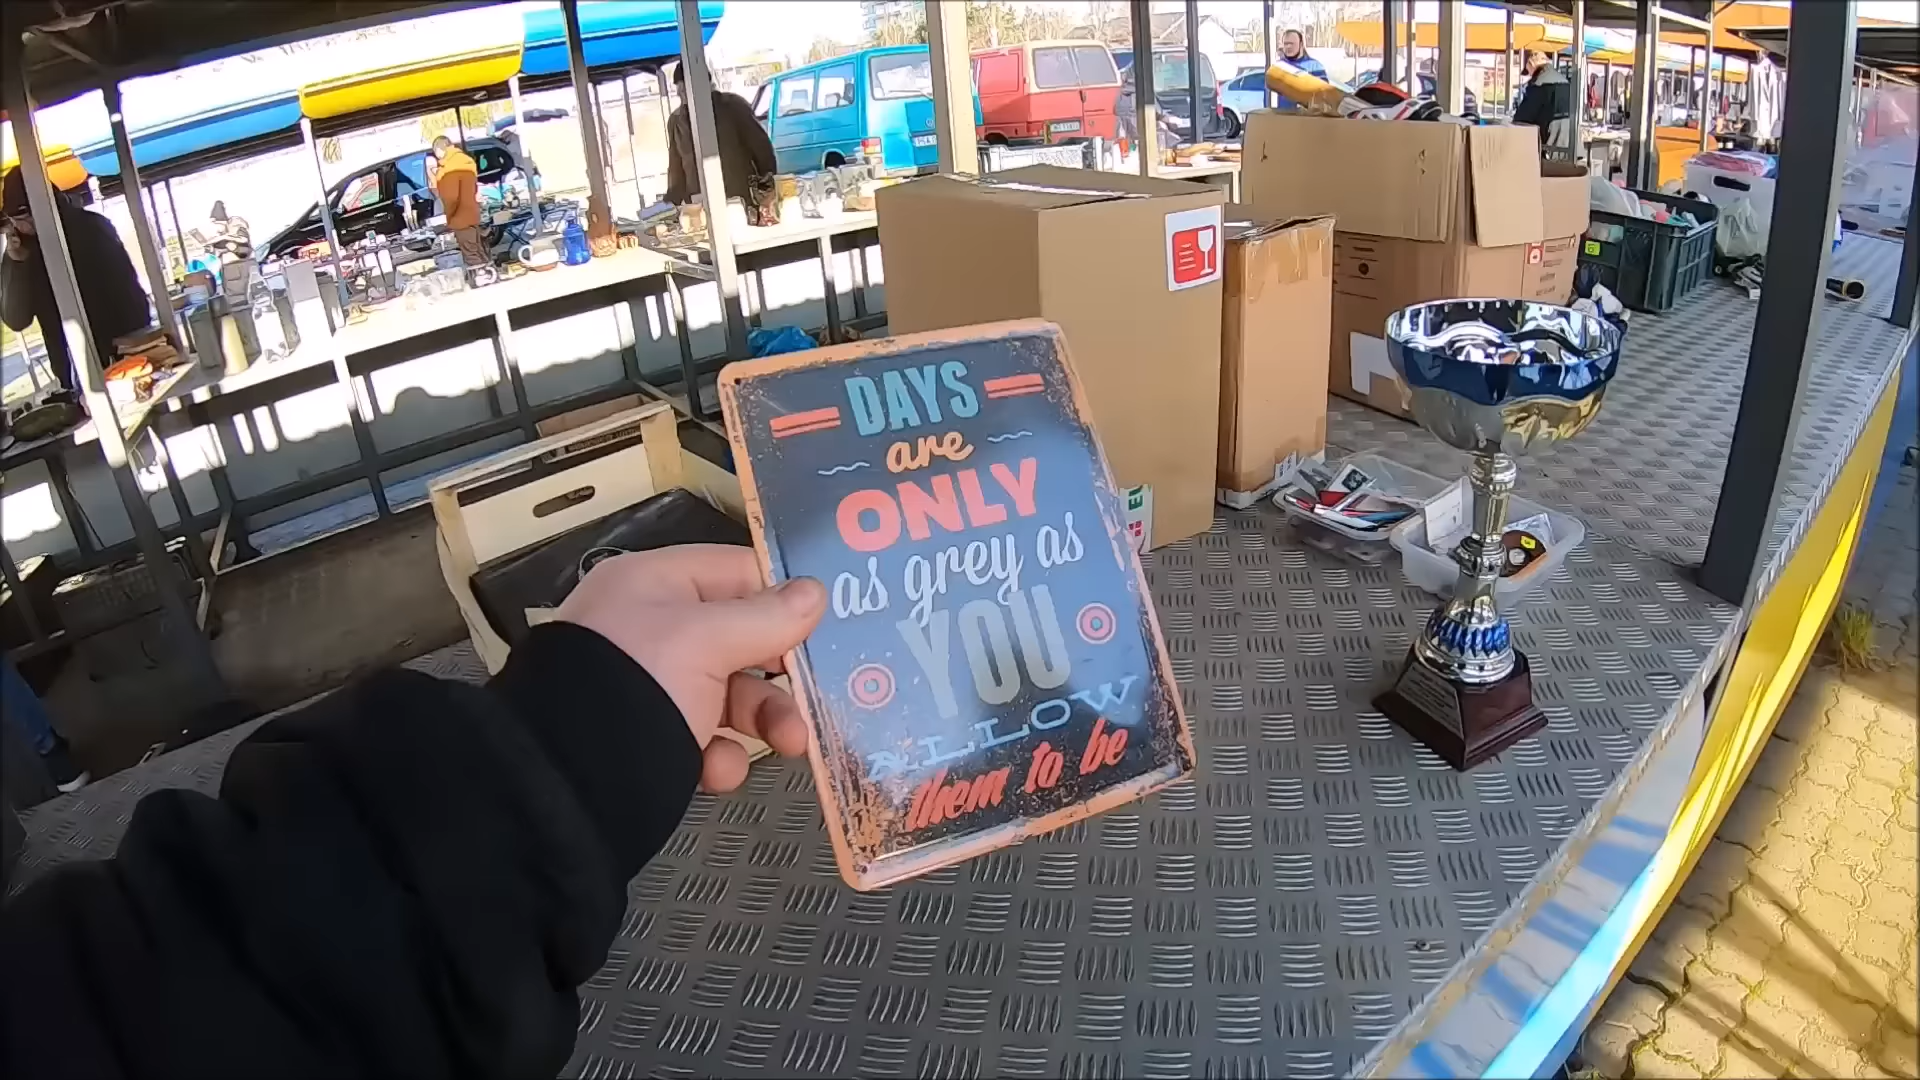 DAYS
are
ONLY
as grey as
YOU
ALLOW
them to be